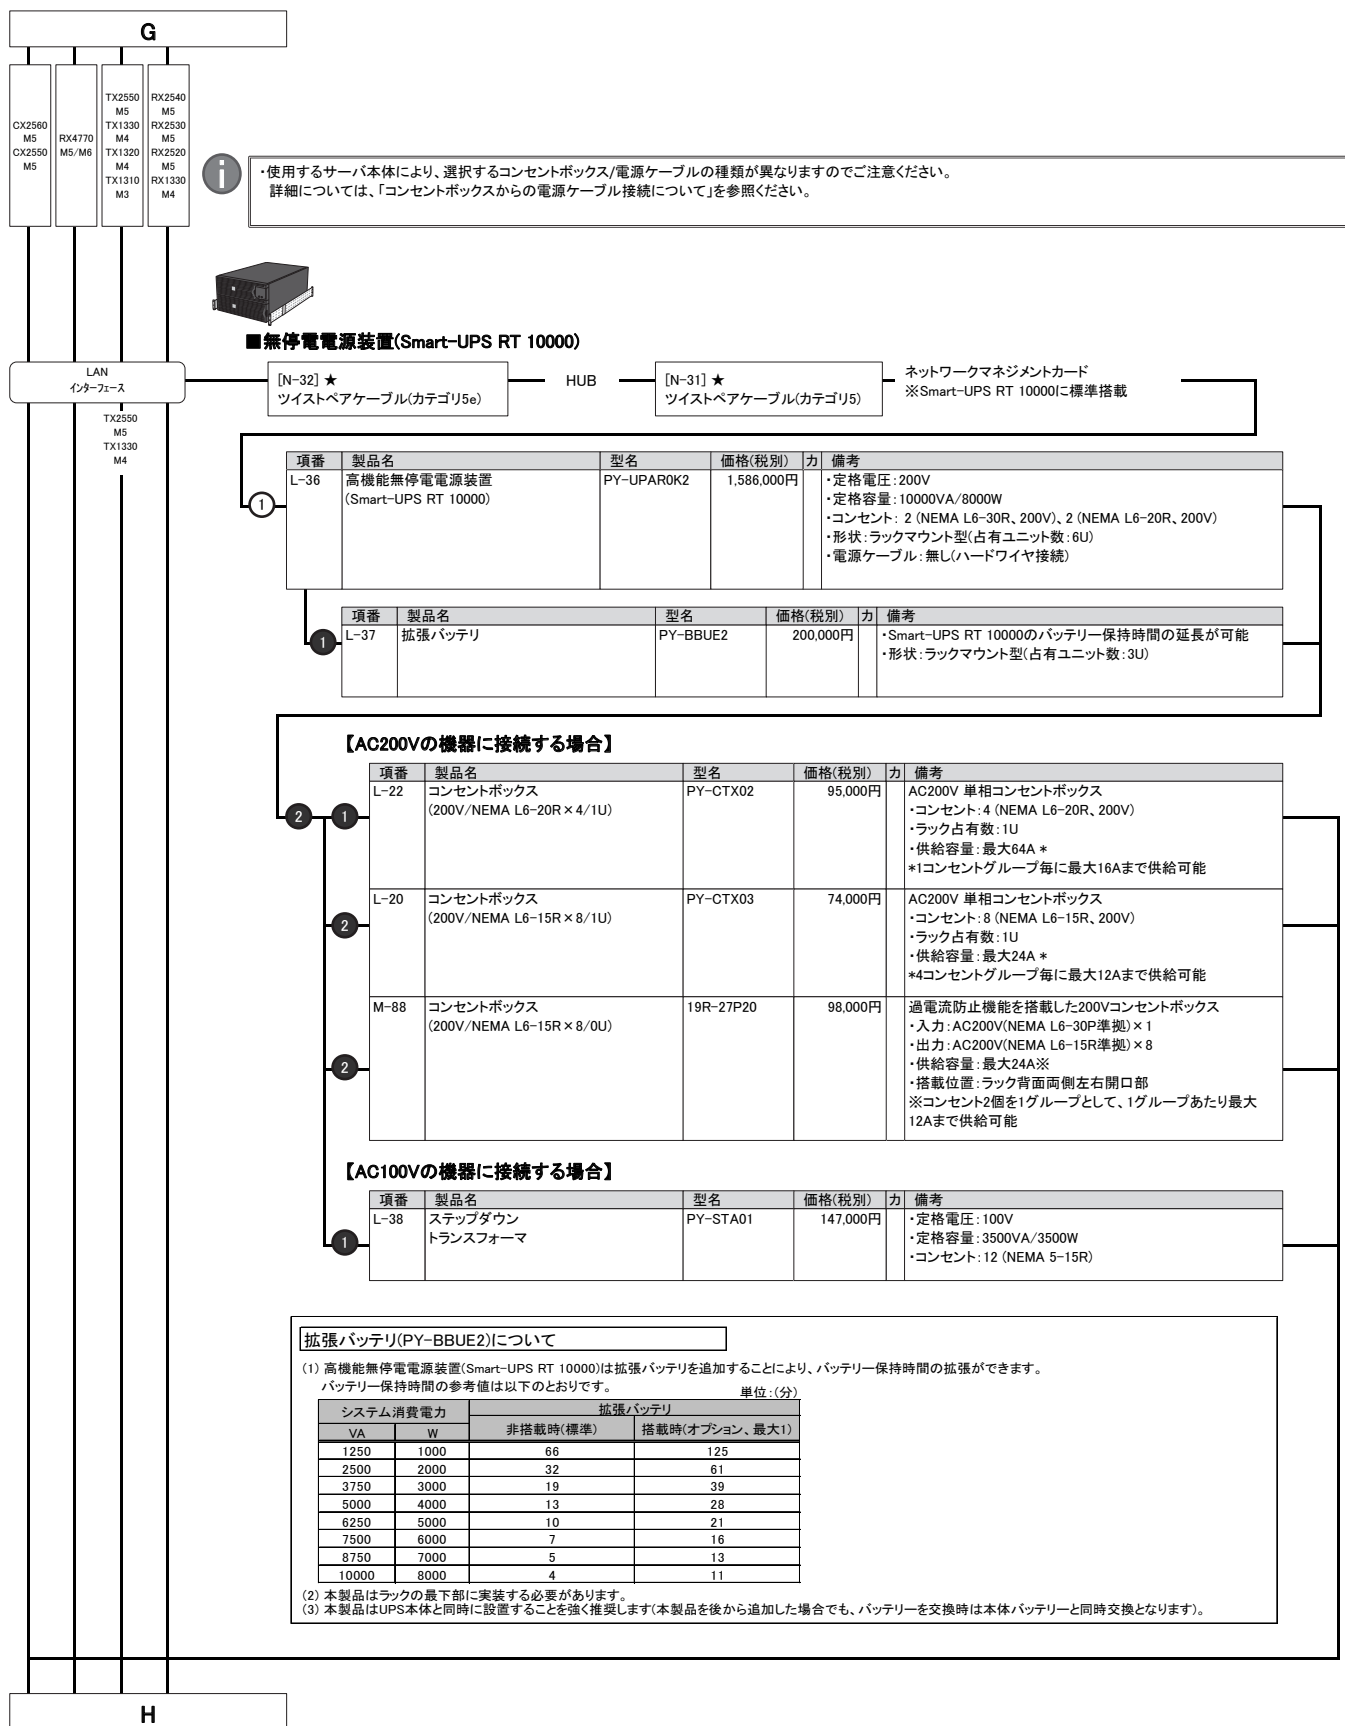 G
CX2560
M5
CX2550
M5
RX4770
M5/M6
TX2550
M5
TX1330
M4
TX1320
M4
TX1310
M3
RX2540
M5
RX2530
M5
RX2520
M5
RX1330
M4
i
・使用するサーバ本体により、選択するコンセントボックス/電源ケーブルの種類が異なりますのでご注意ください。
詳細については、「コンセントボックスからの電源ケーブル接続について」を参照ください。
■無停電電源装置(Smart-UPS RT 10000)
LAN
インターフェース
[N-32] ★
ツイストペアケーブル(カテゴリ5e)
HUB
[N-31] ★
ツイストペアケーブル(カテゴリ5)
ネットワークマネジメントカード
※Smart-UPS RT 10000に標準搭載
TX2550
M5
TX1330
M4
項番 製品名 型名 価格(税別) カ 備考
1 L-36 高機能無停電電源装置 PY-UPAR0K2 1,586,000円 ・定格電圧:200V
(Smart-UPS RT 10000) ・定格容量:10000VA/8000W
・コンセント: 2 (NEMA L6-30R、200V)、2 (NEMA L6-20R、200V)
・形状:ラックマウント型(占有ユニット数:6U)
・電源ケーブル:無し(ハードワイヤ接続)
項番 製品名 型名 価格(税別) カ 備考
1 L-37 拡張バッテリ PY-BBUE2 200,000円 ・Smart-UPS RT 10000のバッテリー保持時間の延長が可能
・形状:ラックマウント型(占有ユニット数:3U)
【AC200Vの機器に接続する場合】
項番 製品名 型名 価格(税別) カ 備考
2 1 L-22 コンセントボックス PY-CTX02 95,000円 AC200V 単相コンセントボックス
(200V/NEMA L6-20R×4/1U) ・コンセント:4 (NEMA L6-20R、200V)
・ラック占有数:1U
・供給容量:最大64A *
*1コンセントグループ毎に最大16Aまで供給可能
2 L-20 コンセントボックス PY-CTX03 74,000円 AC200V 単相コンセントボックス
(200V/NEMA L6-15R×8/1U) ・コンセント:8 (NEMA L6-15R、200V)
・ラック占有数:1U
・供給容量:最大24A *
*4コンセントグループ毎に最大12Aまで供給可能
2 M-88 コンセントボックス 19R-27P20 98,000円 過電流防止機能を搭載した200Vコンセントボックス
(200V/NEMA L6-15R×8/0U) ・入力:AC200V(NEMA L6-30P準拠)×1
・出力:AC200V(NEMA L6-15R準拠)×8
・供給容量:最大24A※
・搭載位置:ラック背面両側左右開口部
※コンセント2個を1グループとして、1グループあたり最大
12Aまで供給可能
【AC100Vの機器に接続する場合】
項番 製品名 型名 価格(税別) カ 備考
1 L-38 ステップダウン PY-STA01 147,000円 ・定格電圧:100V
トランスフォーマ ・定格容量:3500VA/3500W
・コンセント:12 (NEMA 5-15R)
拡張バッテリ(PY-BBUE2)について
(1) 高機能無停電電源装置(Smart-UPS RT 10000)は拡張バッテリを追加することにより、バッテリー保持時間の拡張ができます。
バッテリー保持時間の参考値は以下のとおりです。 単位:(分)
システム消費電力 拡張バッテリ
VA W 非搭載時(標準) 搭載時(オプション、最大1)
1250 1000 66 125
2500 2000 32 61
3750 3000 19 39
5000 4000 13 28
6250 5000 10 21
7500 6000 7 16
8750 7000 5 13
10000 8000 4 11
(2) 本製品はラックの最下部に実装する必要があります。
(3) 本製品はUPS本体と同時に設置することを強く推奨します(本製品を後から追加した場合でも、バッテリーを交換時は本体バッテリーと同時交換となります)。
H